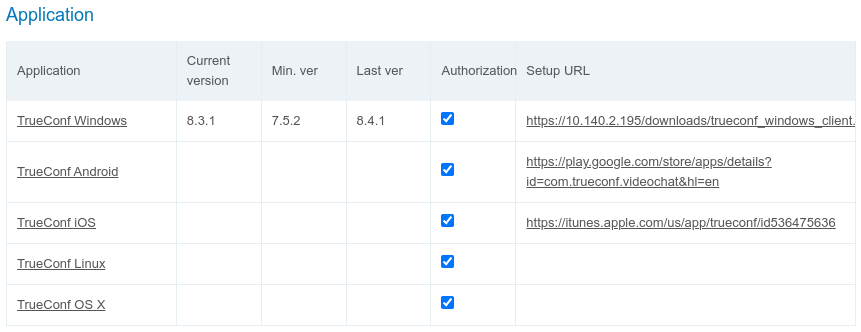 Application
Application Current version Min. ver Last ver Authorization Setup URL
TrueConf Windows 8.3.1 7.5.2 8.4.1 https://10.140.2.195/downloads/trueconf_windows_client.
TrueConf Android https://play.google.com/store/apps/details?
id=com.trueconf.videochat&hl=en
TrueConf iOS https://itunes.apple.com/us/app/trueconf/id536475636
TrueConf Linux
TrueConf OS X